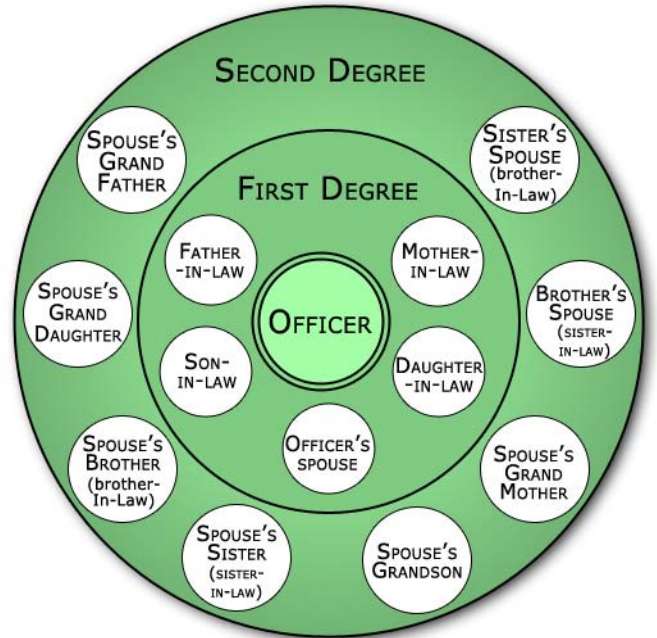 SECOND DEGREE
SPOUSE'S
GRAND
FATHER
SISTER'S
SPOUSE
(brother-
In-Law)
FIRST DEGREE
FATHER
-IN-LAW
MOTHER-
IN-LAW
OFFICER
SPOUSE'S
GRAND
DAUGHTER
BROTHER'S
SPOUSE
(SISTER-
IN-LAW)
SON-
IN-LAW
DAUGHTER
-IN-LAW
OFFICER'S
SPOUSE
SPOUSE'S
BROTHER
(brother-
In-Law)
SPOUSE'S
GRAND
MOTHER
SPOUSE'S
SISTER
(SISTER-
IN-LAW)
SPOUSE'S
GRANDSON